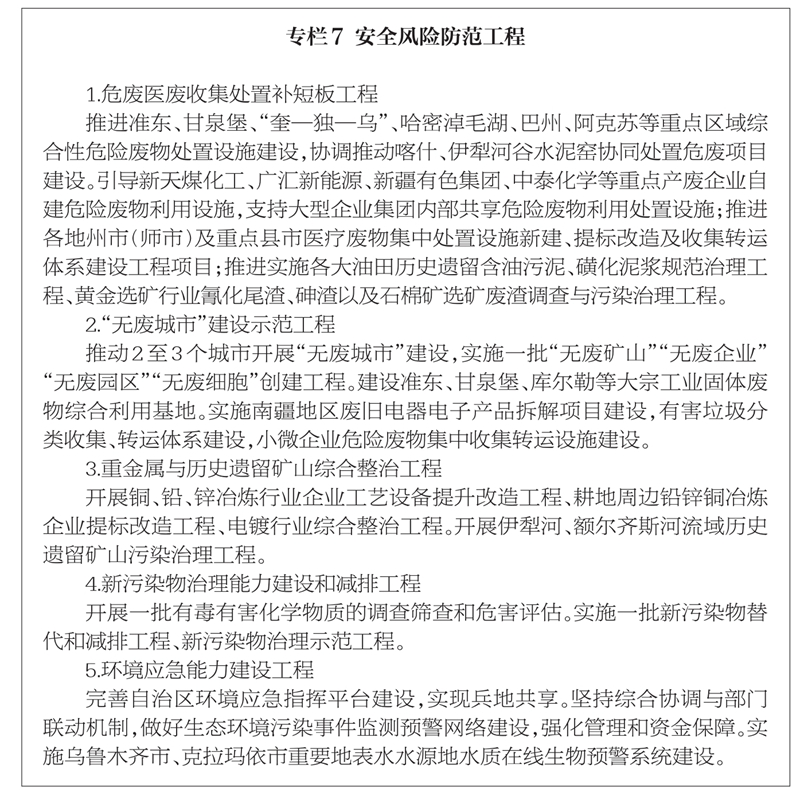 专栏7 安全风险防范工程
1.危废医废收集处置补短板工程
推进准东、甘泉堡、“奎—独—乌”、哈密淖毛湖、巴州、阿克苏等重点区域综
合性危险废物处置设施建设，协调推动喀什、伊犁河谷水泥窑协同处置危废项目
建设。引导新天煤化工、广汇新能源、新疆有色集团、中泰化学等重点产废企业自
建危险废物利用设施，支持大型企业集团内部共享危险废物利用处置设施；推进
各地州市（师市）及重点县市医疗废物集中处置设施新建、提标改造及收集转运
体系建设工程项目；推进实施各大油田历史遗留含油污泥、磺化泥浆规范治理工
程、黄金选矿行业氰化尾渣、砷渣以及石棉矿选矿废渣调查与污染治理工程。
2.“无废城市”建设示范工程
推动2至3个城市开展“无废城市”建设，实施一批“无废矿山”“无废企业”
“无废园区”“无废细胞”创建工程。建设准东、甘泉堡、库尔勒等大宗工业固体废
物综合利用基地。实施南疆地区废旧电器电子产品拆解项目建设，有害垃圾分
类收集、转运体系建设，小微企业危险废物集中收集转运设施建设。
3.重金属与历史遗留矿山综合整治工程
开展铜、铅、锌冶炼行业企业工艺设备提升改造工程、耕地周边铅锌铜冶炼
企业提标改造工程、电镀行业综合整治工程。开展伊犁河、额尔齐斯河流域历史
遗留矿山污染治理工程。
4.新污染物治理能力建设和减排工程
开展一批有毒有害化学物质的调查筛查和危害评估。实施一批新污染物替
代和减排工程、新污染物治理示范工程。
5.环境应急能力建设工程
完善自治区环境应急指挥平台建设，实现兵地共享。坚持综合协调与部门
联动机制，做好生态环境污染事件监测预警网络建设，强化管理和资金保障。实
施乌鲁木齐市、克拉玛依市重要地表水水源地水质在线生物预警系统建设。